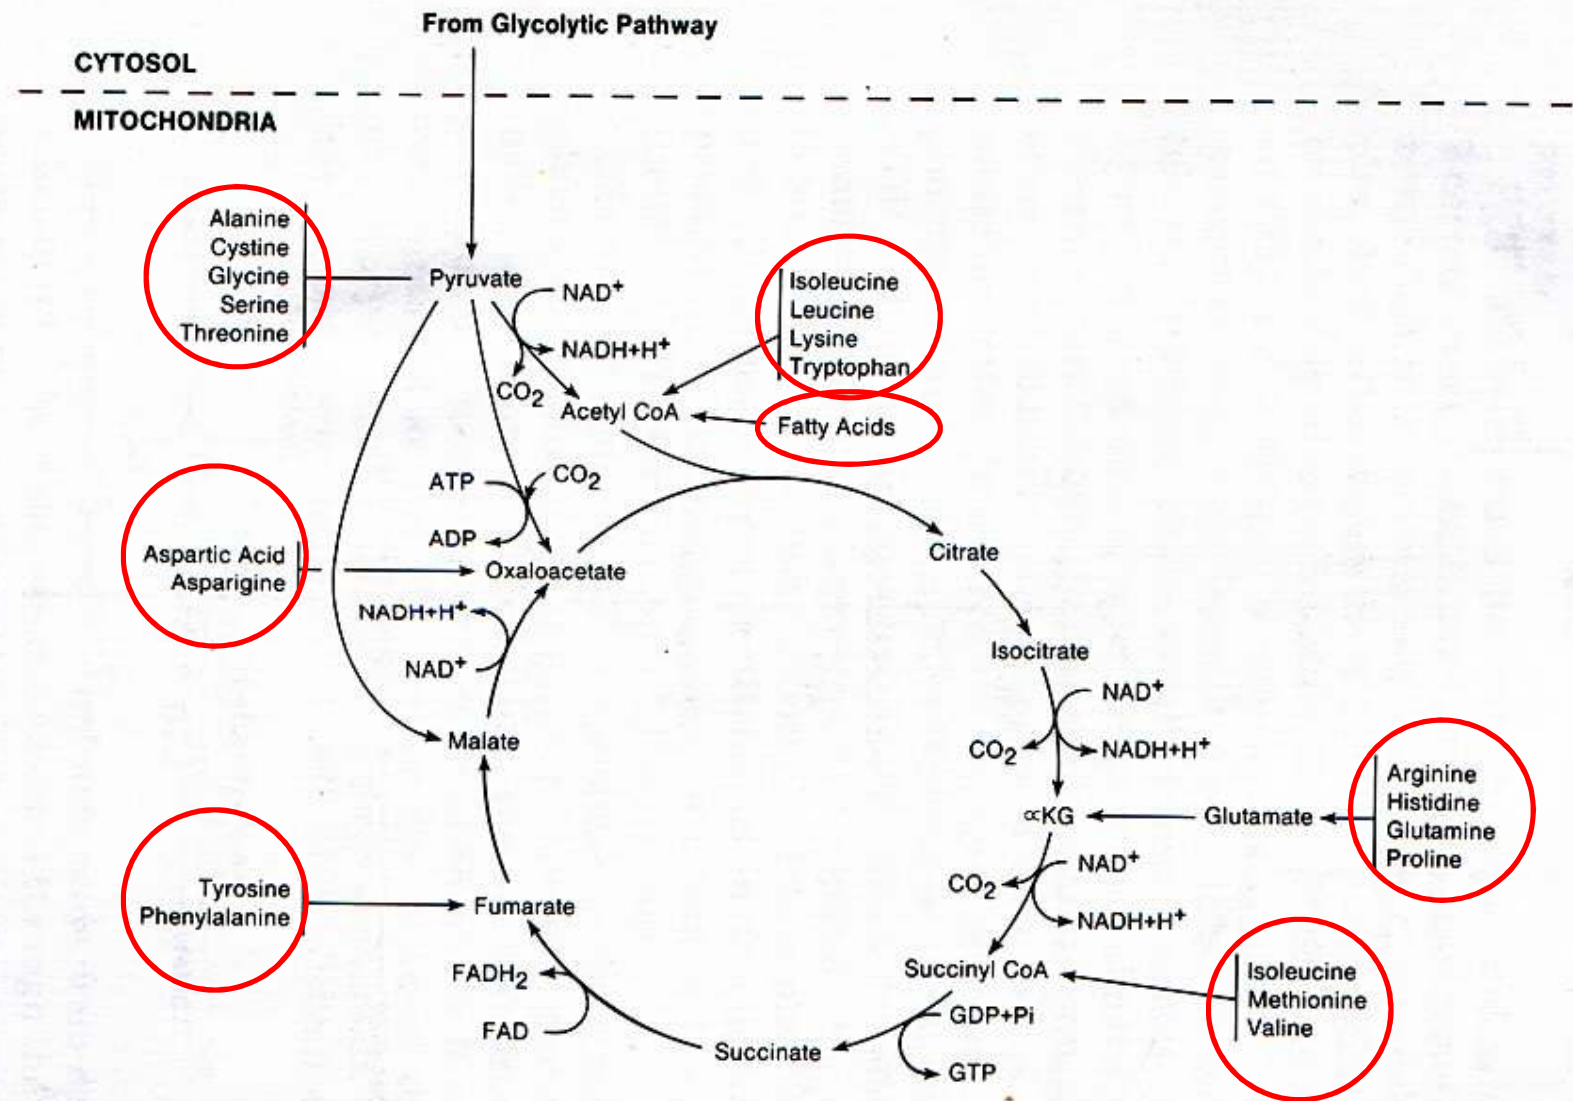 From Glycolytic Pathway
CYTOSOL
MITOCHONDRIA
Alanine
Cystine
Glycine
Serine
Threonine
Pyruvate
NAD+
NADH+H+
CO2
Isoleucine
Leucine
Lysine
Tryptophan
Acetyl CoA
Fatty Acids
ATP
CO2
ADP
Aspartic Acid
Asparigine
Oxaloacetate
Citrate
NADH+H+
NAD+
Isocitrate
NAD+
CO2
NADH+H+
Malate
∝KG
Glutamate
Arginine
Histidine
Glutamine
Proline
NAD+
CO2
NADH+H+
Tyrosine
Phenylalanine
Fumarate
Succinyl CoA
Isoleucine
Methionine
Valine
FADH2
FAD
GDP+Pi
GTP
Succinate